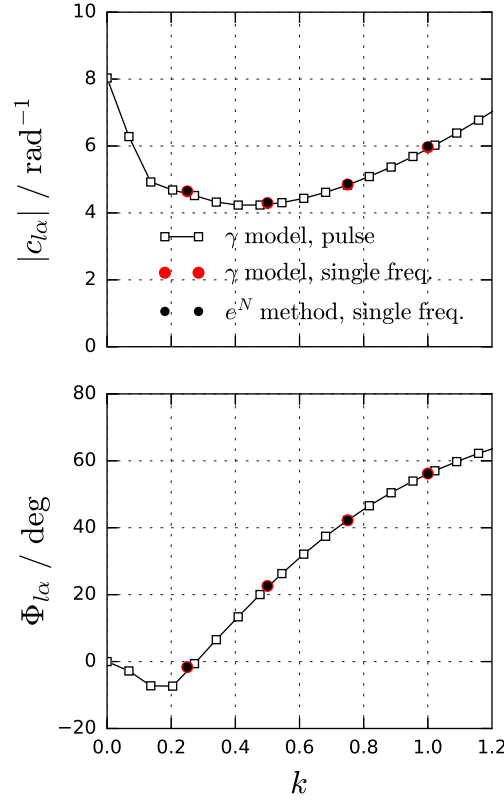 10
8
6
4
2
0
|c_{lα}| / rad⁻¹
γ model, pulse
γ model, single freq.
e^N method, single freq.
80
60
40
20
0
−20
Φ_{lα} / deg
0.0 0.2 0.4 0.6 0.8 1.0 1.2
k